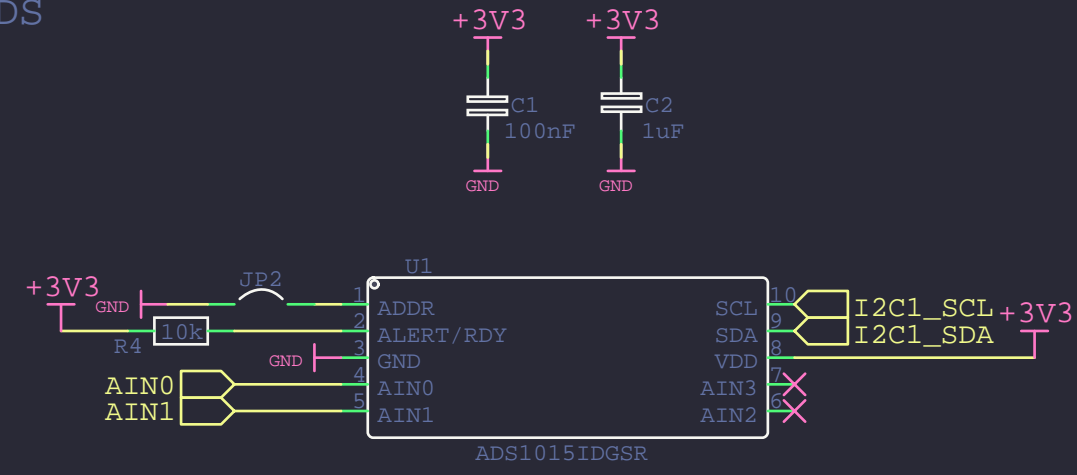 DS
+3V3 +3V3
C1 C2
100nF 1uF
GND GND
U1
JP2
+3V3 GND 1 ADDR SCL 10 I2C1_SCL +3V3
R4 10k 2 ALERT/RDY SDA 9 I2C1_SDA
GND 3 GND VDD 8
AIN0 4 AIN0 AIN3 7
AIN1 5 AIN1 AIN2 6
ADS1015IDGSR